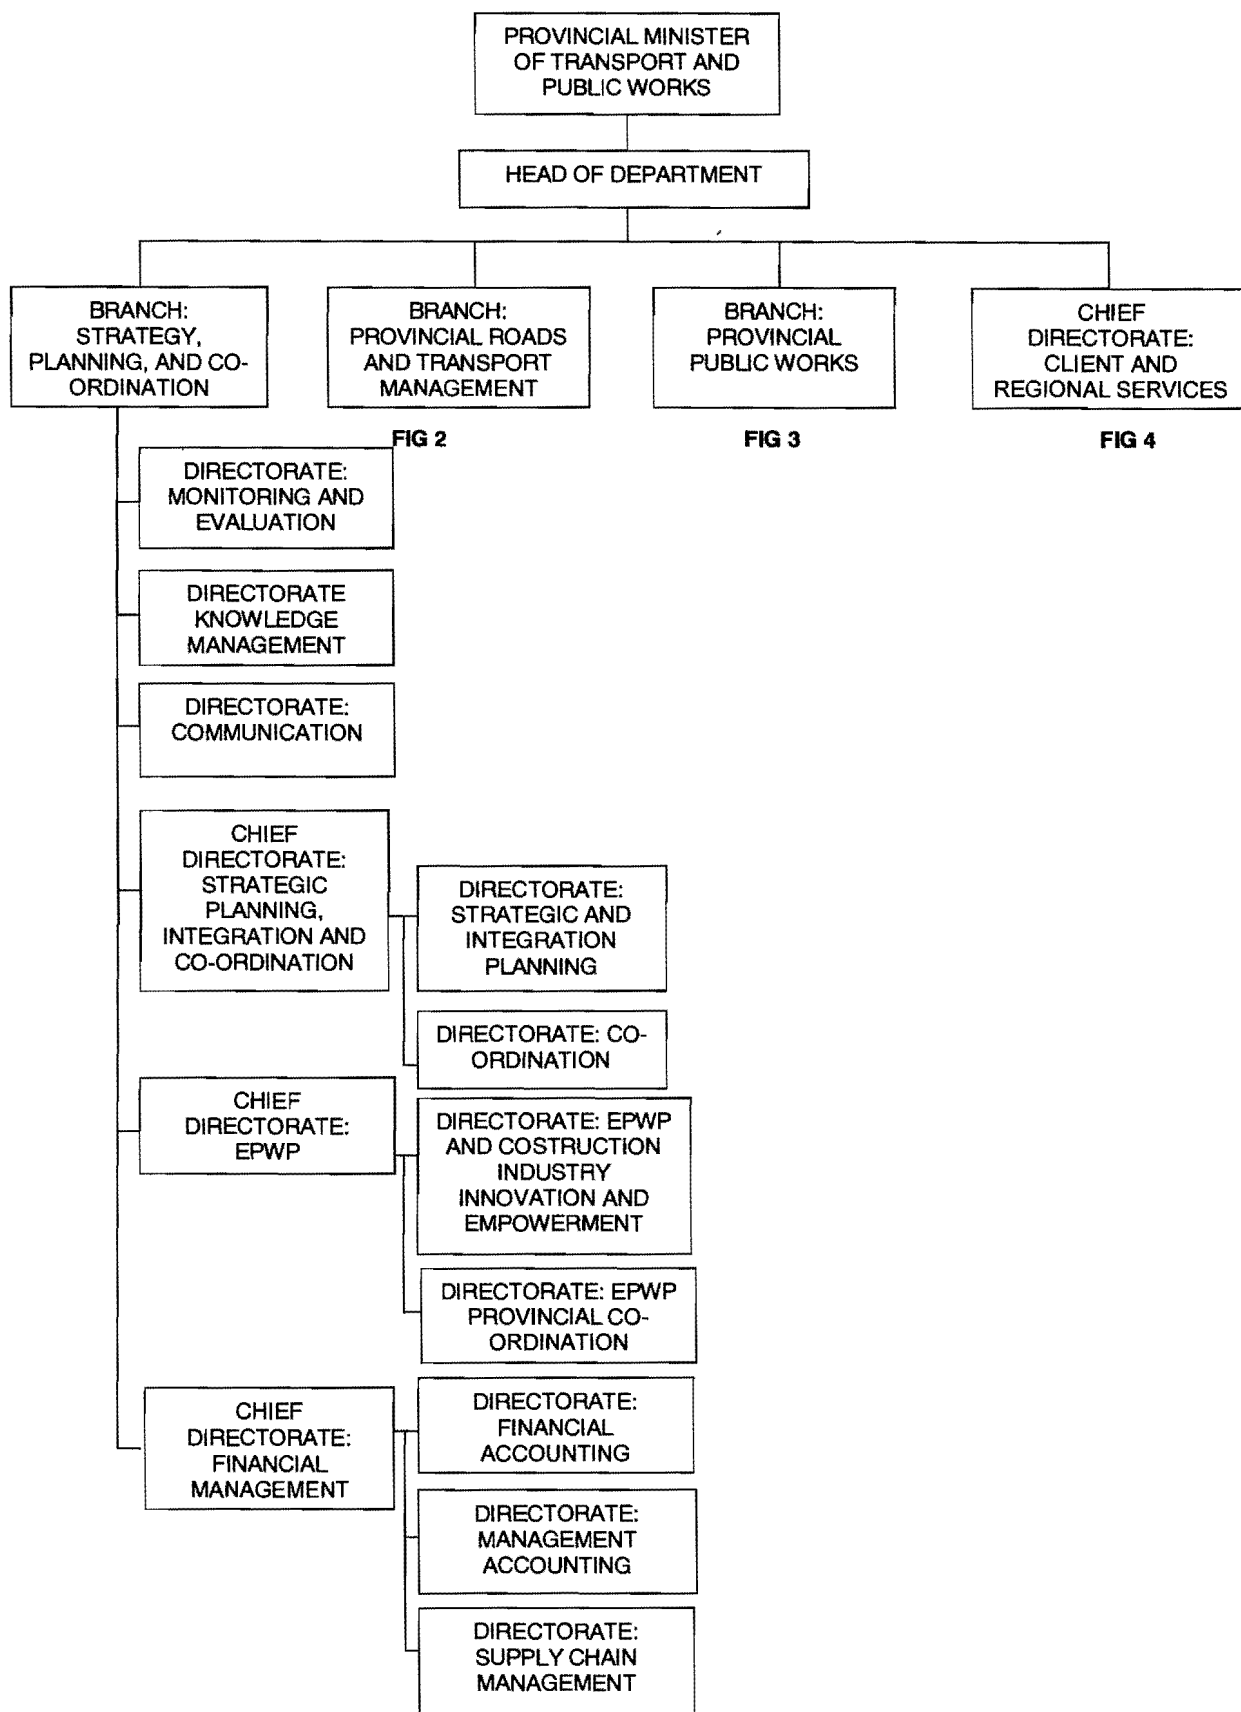 PROVINCIAL MINISTER
OF TRANSPORT AND
PUBLIC WORKS
HEAD OF DEPARTMENT
BRANCH:
STRATEGY,
PLANNING, AND CO-
ORDINATION
BRANCH:
PROVINCIAL ROADS
AND TRANSPORT
MANAGEMENT
BRANCH:
PROVINCIAL
PUBLIC WORKS
CHIEF
DIRECTORATE:
CLIENT AND
REGIONAL SERVICES
FIG 2
FIG 3
FIG 4
DIRECTORATE:
MONITORING AND
EVALUATION
DIRECTORATE
KNOWLEDGE
MANAGEMENT
DIRECTORATE:
COMMUNICATION
CHIEF
DIRECTORATE:
STRATEGIC
PLANNING,
INTEGRATION AND
CO-ORDINATION
DIRECTORATE:
STRATEGIC AND
INTEGRATION
PLANNING
DIRECTORATE: CO-
ORDINATION
CHIEF
DIRECTORATE:
EPWP
DIRECTORATE: EPWP
AND COSTRUCTION
INDUSTRY
INNOVATION AND
EMPOWERMENT
DIRECTORATE: EPWP
PROVINCIAL CO-
ORDINATION
CHIEF
DIRECTORATE:
FINANCIAL
MANAGEMENT
DIRECTORATE:
FINANCIAL
ACCOUNTING
DIRECTORATE:
MANAGEMENT
ACCOUNTING
DIRECTORATE:
SUPPLY CHAIN
MANAGEMENT